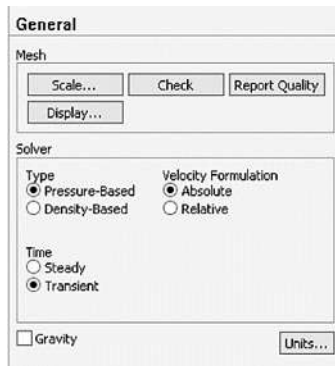 General
Mesh
Scale... Check Report Quality
Display...
Solver
Type Velocity Formulation
Pressure-Based Absolute
Density-Based Relative
Time
Steady
Transient
Gravity
Units...